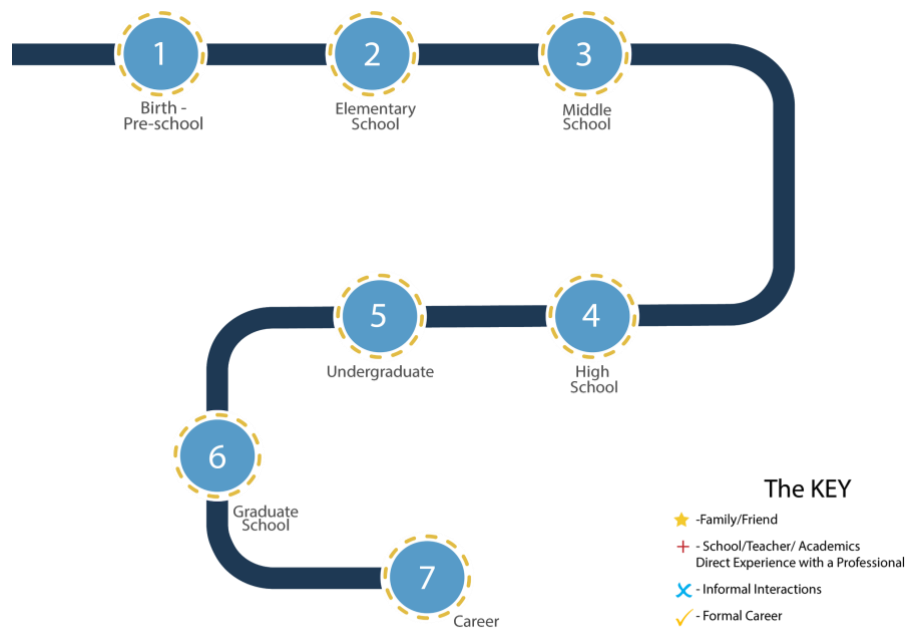 1
2
3
Birth -
Pre-school
Elementary
School
Middle
School
5
4
Undergraduate
High
School
6
Graduate
School
7
Career
The KEY
-Family/Friend
- School/Teacher/ Academics
Direct Experience with a Professional
- Informal Interactions
- Formal Career